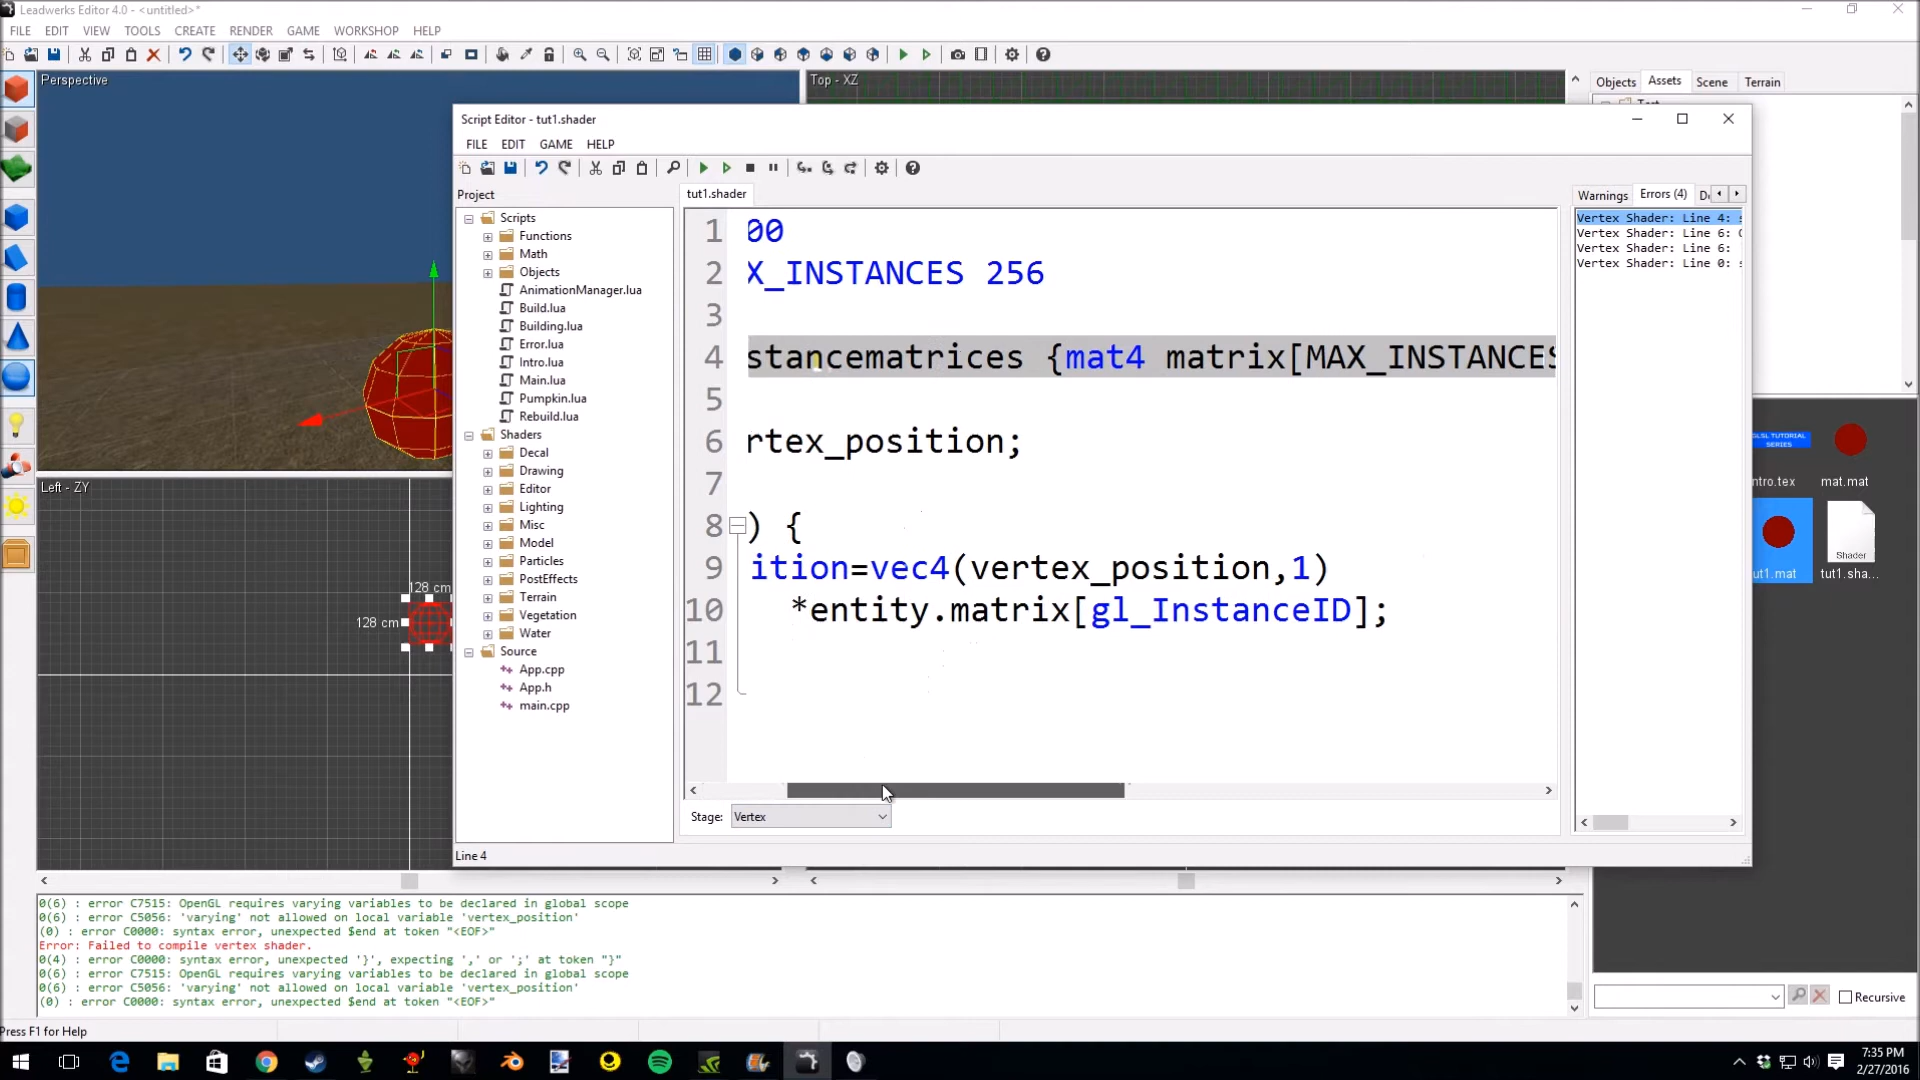 Leadwerks Editor 4.0 - <untitled>*
FILE EDIT VIEW TOOLS CREATE RENDER GAME WORKSHOP HELP
Perspective
Top - XZ
Objects Assets Scene Terrain
Script Editor - tut1.shader
FILE EDIT GAME HELP
Project
tut1.shader
Warnings Errors (4)
Scripts
Functions
Math
Objects
AnimationManager.lua
Build.lua
Building.lua
Error.lua
Intro.lua
Main.lua
Pumpkin.lua
Rebuild.lua
Shaders
Decal
Drawing
Editor
Lighting
Misc
Model
Particles
PostEffects
Terrain
Vegetation
Water
Source
App.cpp
App.h
main.cpp
1 00
2 X_INSTANCES 256
3
4 stancematrices {mat4 matrix[MAX_INSTANCES
5
6 rtex_position;
7
8 ) {
9 ition=vec4(vertex_position,1)
10 *entity.matrix[gl_InstanceID];
11
12
Stage: Vertex
Line 4
Vertex Shader: Line 4:
Vertex Shader: Line 6:
Vertex Shader: Line 6:
Vertex Shader: Line 0:
Left - ZY
128 cm
128 cm
GLSL TUTORIAL
SERIES
ntro.tex
mat.mat
Shader
tut1.mat
tut1.sha...
0(6) : error C7515: OpenGL requires varying variables to be declared in global scope
0(6) : error C5056: 'varying' not allowed on local variable 'vertex_position'
(0) : error C0000: syntax error, unexpected $end at token "<EOF>"
Error: Failed to compile vertex shader.
0(4) : error C0000: syntax error, unexpected '}', expecting ',' or ';' at token "}"
0(6) : error C7515: OpenGL requires varying variables to be declared in global scope
0(6) : error C5056: 'varying' not allowed on local variable 'vertex_position'
(0) : error C0000: syntax error, unexpected $end at token "<EOF>"
Recursive
Press F1 for Help
7:35 PM
2/27/2016